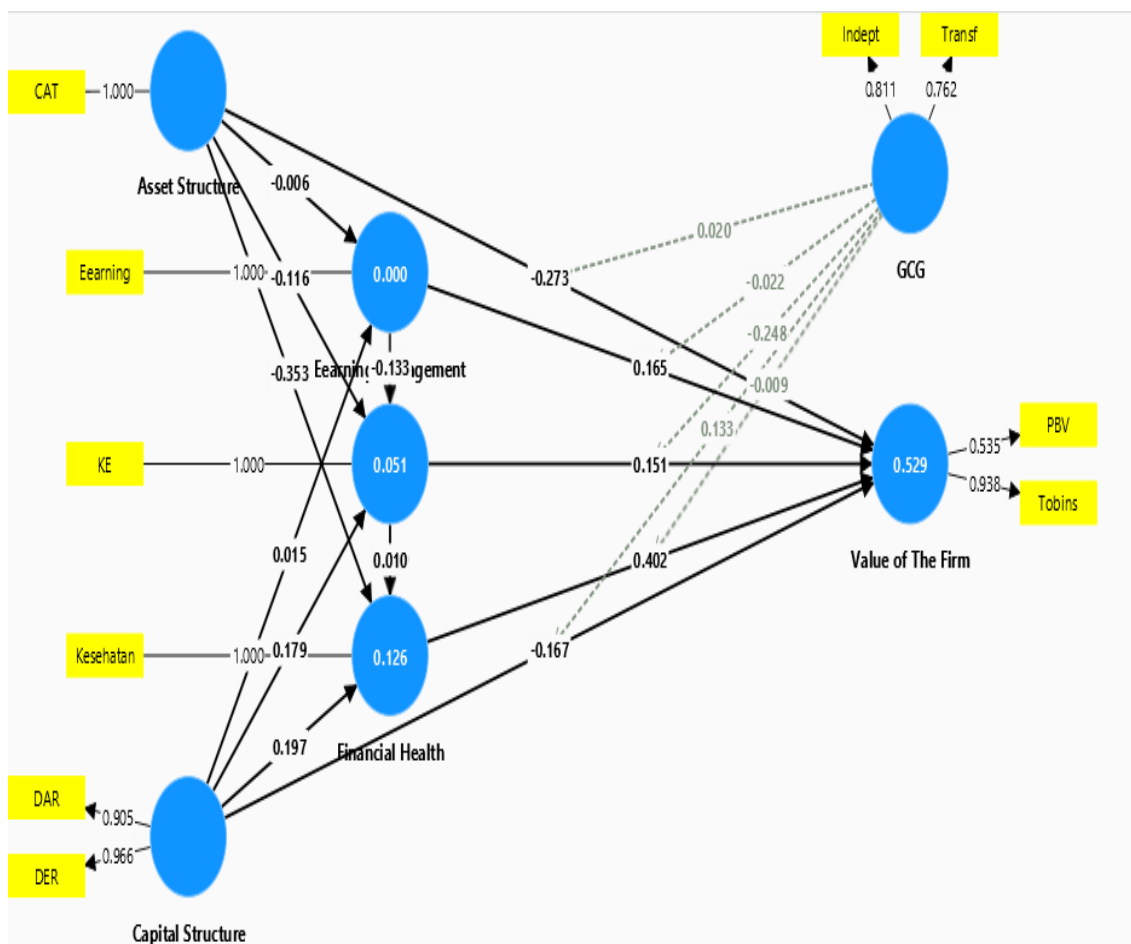 Indept
Transf
CAT
1.000
0.811
0.762
Asset Structure
-0.006
0.020
Eearning
1.000
-0.116
0.000
-0.273
-0.022
GCG
-0.248
-0.353
-0.133
0.165
-0.009
0.133
KE
1.000
0.051
0.151
0.529
0.535
PBV
0.938
Tobins
0.015
0.010
0.402
Value of The Firm
Kesehatan
1.000
0.179
0.126
-0.167
0.197
Financial Health
DAR
0.905
0.966
DER
Capital Structure